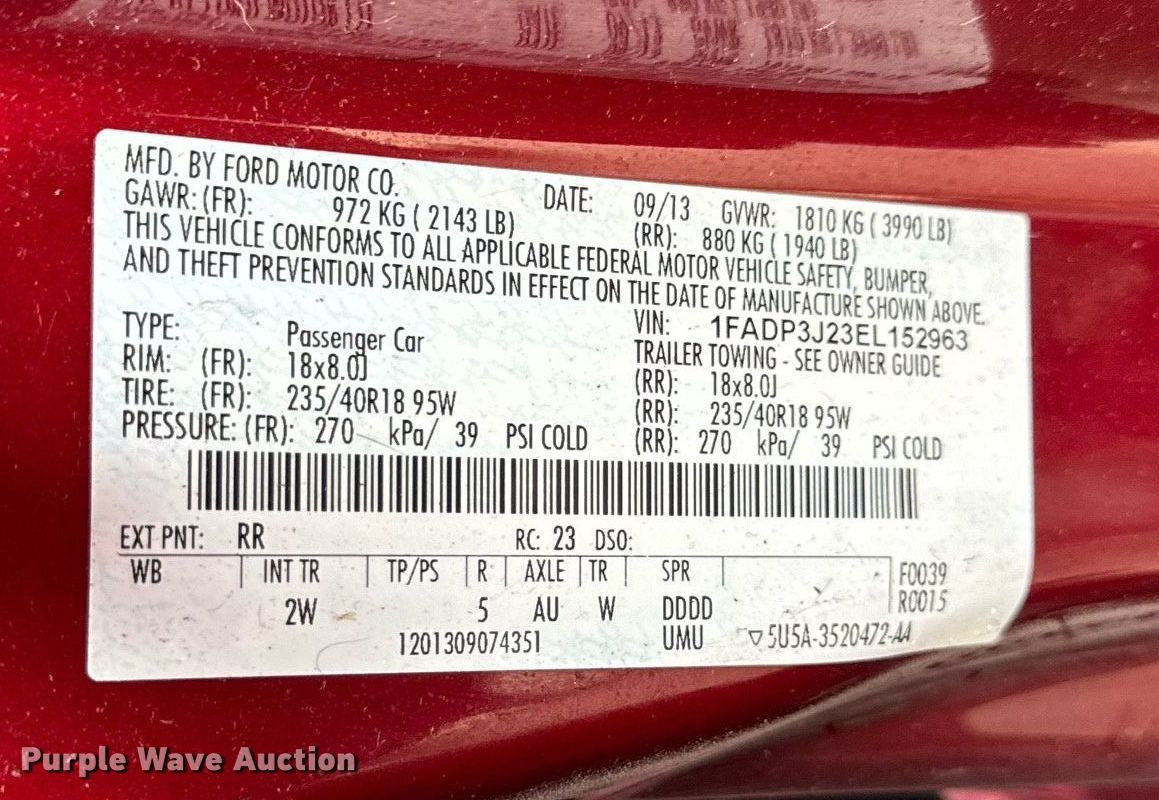 MFD. BY FORD MOTOR CO. DATE: 09/13 GVWR: 1810 KG ( 3990 LB)
GAWR: (FR): 972 KG ( 2143 LB) (RR): 880 KG ( 1940 LB)
THIS VEHICLE CONFORMS TO ALL APPLICABLE FEDERAL MOTOR VEHICLE SAFETY, BUMPER,
AND THEFT PREVENTION STANDARDS IN EFFECT ON THE DATE OF MANUFACTURE SHOWN ABOVE.
VIN: 1FADP3J23EL152963
TYPE: Passenger Car TRAILER TOWING - SEE OWNER GUIDE
RIM: (FR): 18x8.0J (RR): 18x8.0J
TIRE: (FR): 235/40R18 95W (RR): 235/40R18 95W
PRESSURE: (FR): 270 kPa/ 39 PSI COLD (RR): 270 kPa/ 39 PSI COLD
EXT PNT: RR RC: 23 DSO:
WB INT TR TP/PS R AXLE TR SPR F0039
2W 5 AU W DDDD R0015
1201309074351 UMU ▽5U5A-3520472-AA
Purple Wave Auction